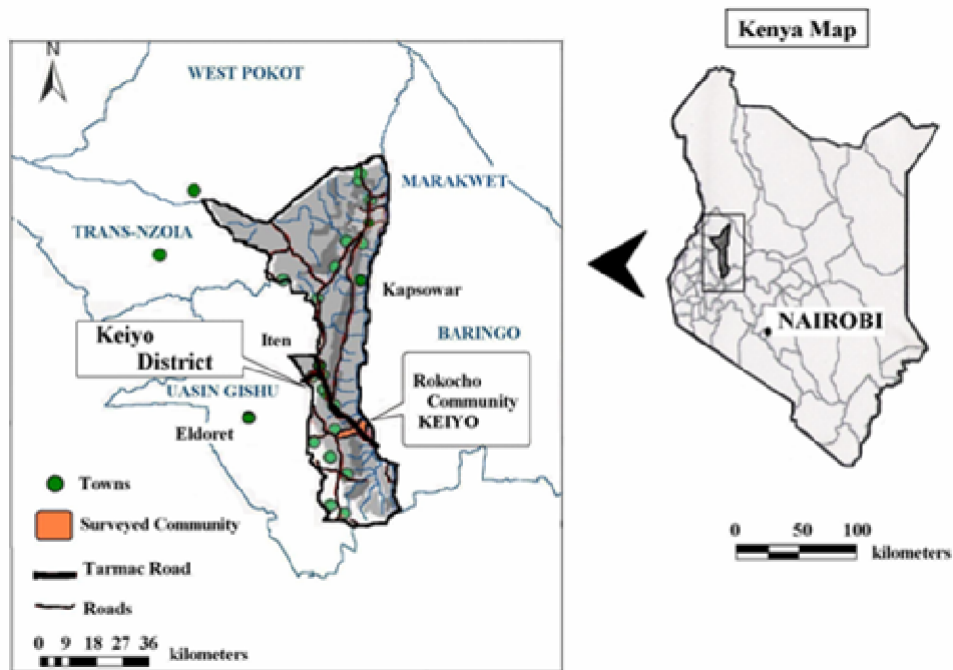 Kenya Map
N
WEST POKOT
MARAKWET
TRANS-NZOIA
Kapsowar
NAIROBI
Keiyo
District
Iten
BARINGO
UASIN GISHU
Rokocho
Community
KEIYO
Eldoret
Towns
Surveyed Community
Tarmac Road
Roads
0 9 18 27 36
kilometers
0 50 100
kilometers